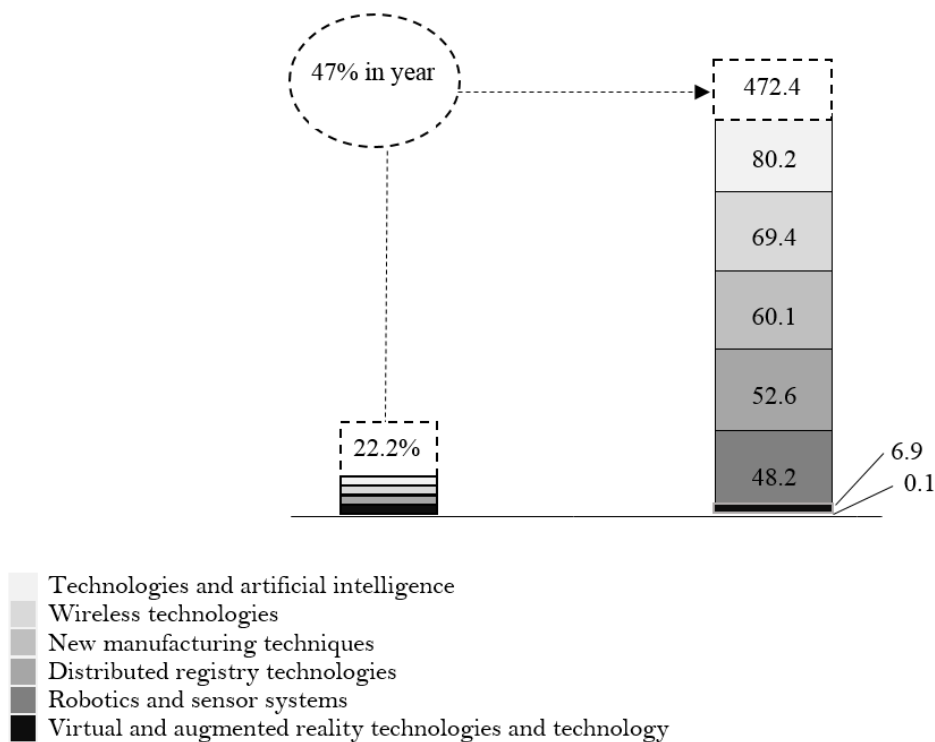 47% in year
472.4
80.2
69.4
60.1
52.6
22.2%
48.2
6.9
0.1
Technologies and artificial intelligence
Wireless technologies
New manufacturing techniques
Distributed registry technologies
Robotics and sensor systems
Virtual and augmented reality technologies and technology